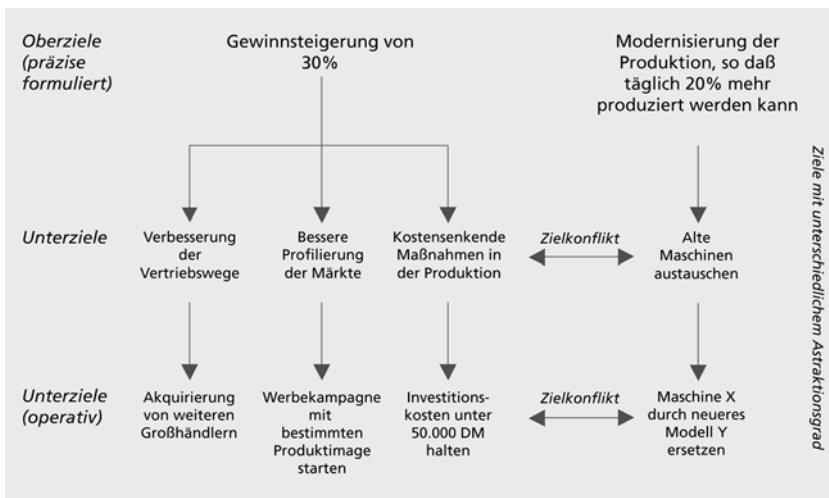 Oberziele
(präzise
formuliert)
Gewinnsteigerung von
30%
Modernisierung der
Produktion, so daß
täglich 20% mehr
produziert werden kann
Unterziele
Verbesserung
der
Vertriebswege
Bessere
Profilierung
der Märkte
Kostensenkende
Maßnahmen in
der Produktion
Zielkonflikt
Alte
Maschinen
austauschen
Unterziele
(operativ)
Akquirierung
von weiteren
Großhändlern
Werbekampagne
mit
bestimmten
Produktimage
starten
Investitions-
kosten unter
50.000 DM
halten
Zielkonflikt
Maschine X
durch neueres
Modell Y
ersetzen
Ziele mit unterschiedlichem Astraktionsgrad